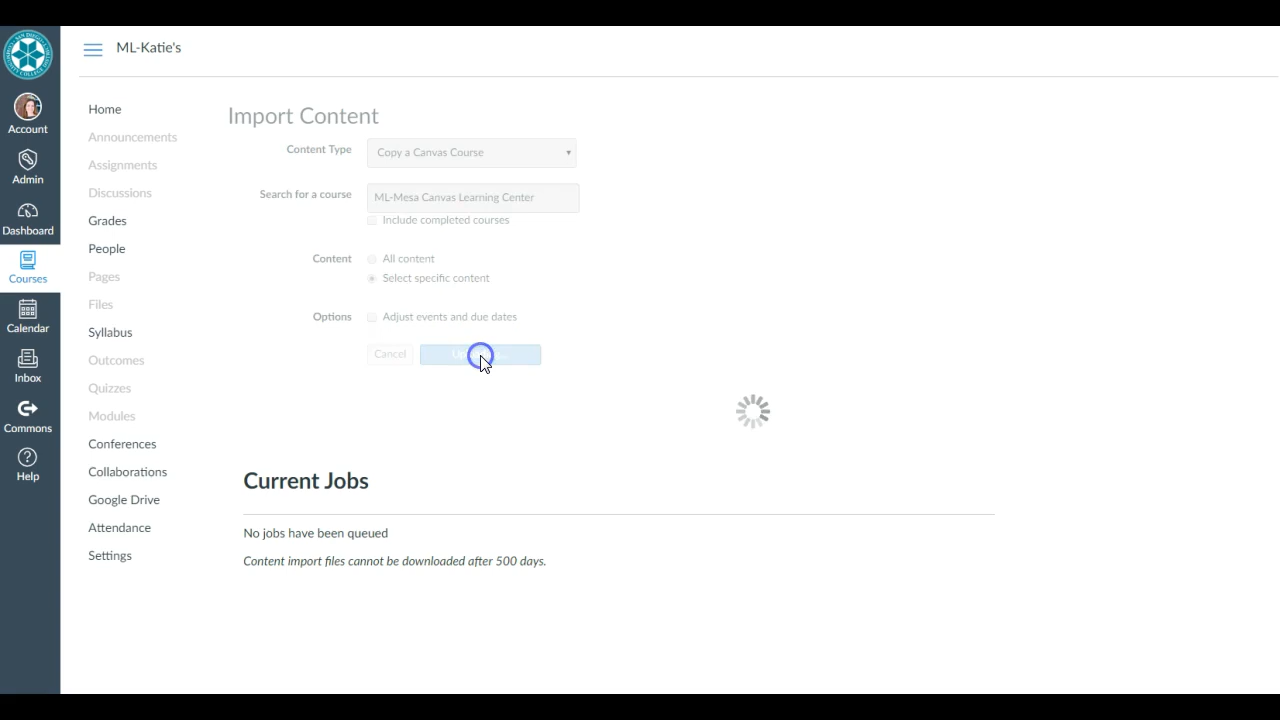 ML-Katie's
Account
Admin
Dashboard
Courses
Calendar
Inbox
Commons
Help
Home
Announcements
Assignments
Discussions
Grades
People
Pages
Files
Syllabus
Outcomes
Quizzes
Modules
Conferences
Collaborations
Google Drive
Attendance
Settings
Import Content
Content Type Copy a Canvas Course
Search for a course ML-Mesa Canvas Learning Center
Include completed courses
Content All content
Select specific content
Options Adjust events and due dates
Cancel
Current Jobs
No jobs have been queued
Content import files cannot be downloaded after 500 days.